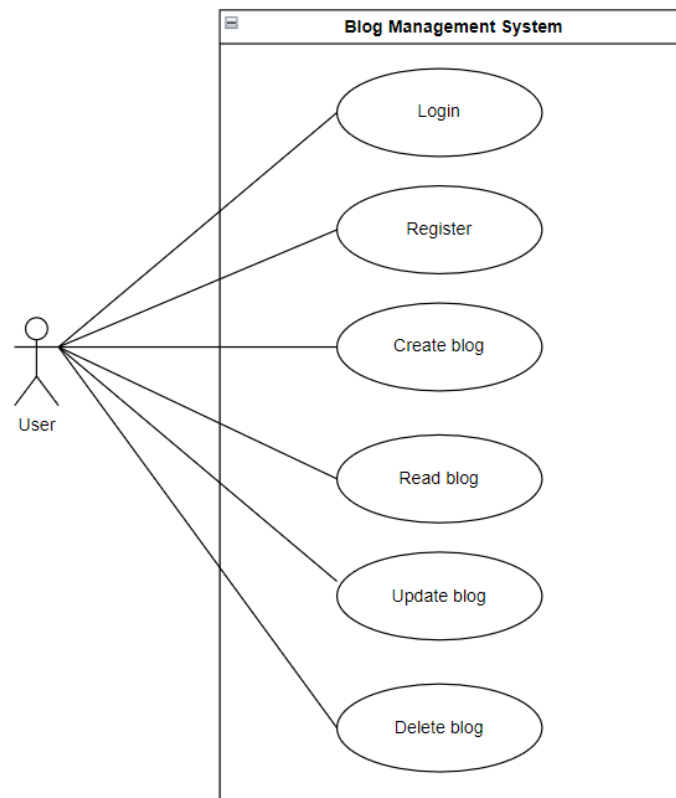 Blog Management System
Login
Register
Create blog
User
Read blog
Update blog
Delete blog